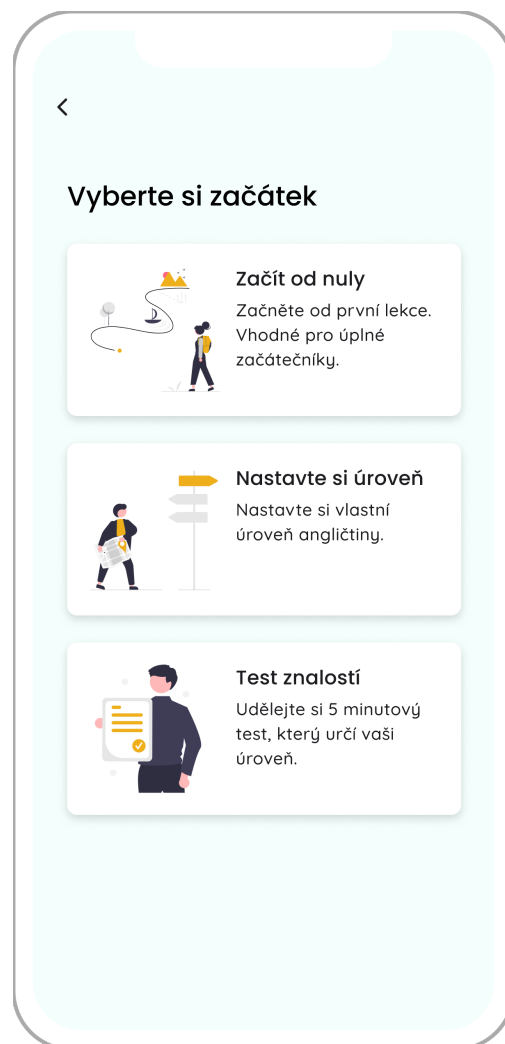 Vyberte si začátek
Začít od nuly
Začněte od první lekce.
Vhodné pro úplné
začátečníky.
Nastavte si úroveň
Nastavte si vlastní
úroveň angličtiny.
Test znalostí
Udělejte si 5 minutový
test, který určí vaši
úroveň.